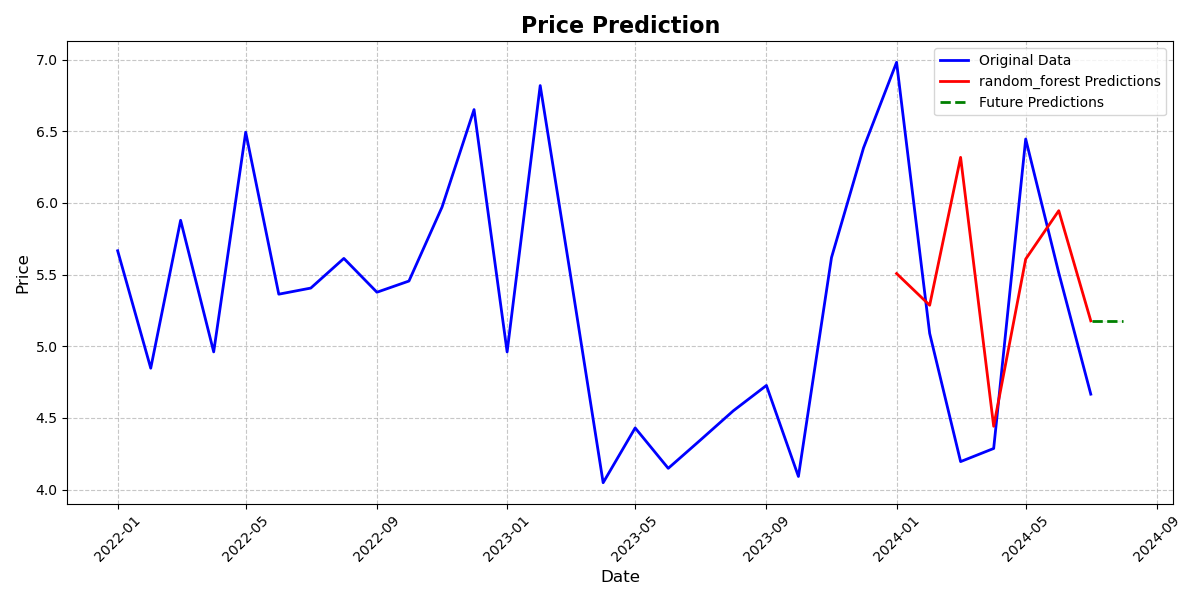 Price Prediction
Original Data
random_forest Predictions
Future Predictions
Price
7.0
6.5
6.0
5.5
5.0
4.5
4.0
2022-01
2022-05
2022-09
2023-01
2023-05
2023-09
2024-01
2024-05
2024-09
Date